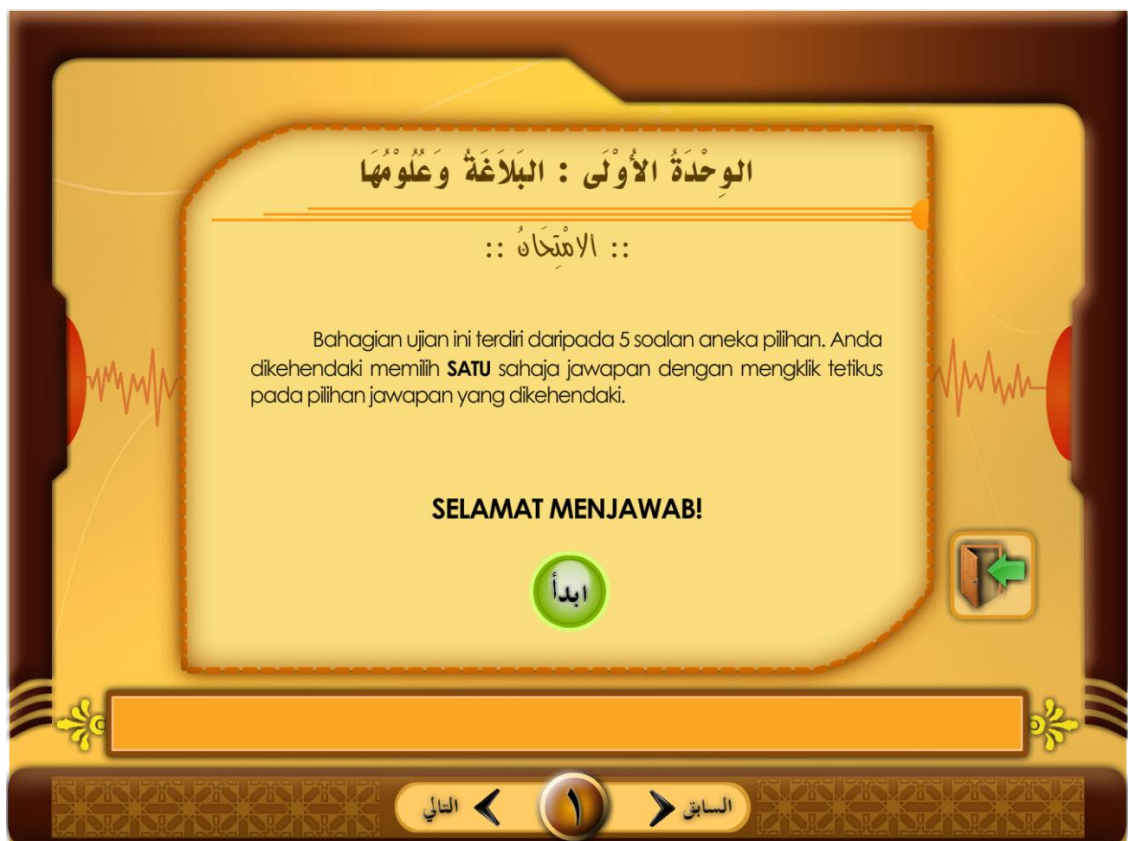 الوِحْدَةُ الأُوْلَى : البَلَاغَةُ وَعُلُوْمُهَا
:: الامْتِحَانُ ::
Bahagian ujian ini terdiri daripada 5 soalan aneka pilihan. Anda
dikehendaki memilih SATU sahaja jawapan dengan mengklik tetikus
pada pilihan jawapan yang dikehendaki.
SELAMAT MENJAWAB!
ابدأ
السابق ١ التالي